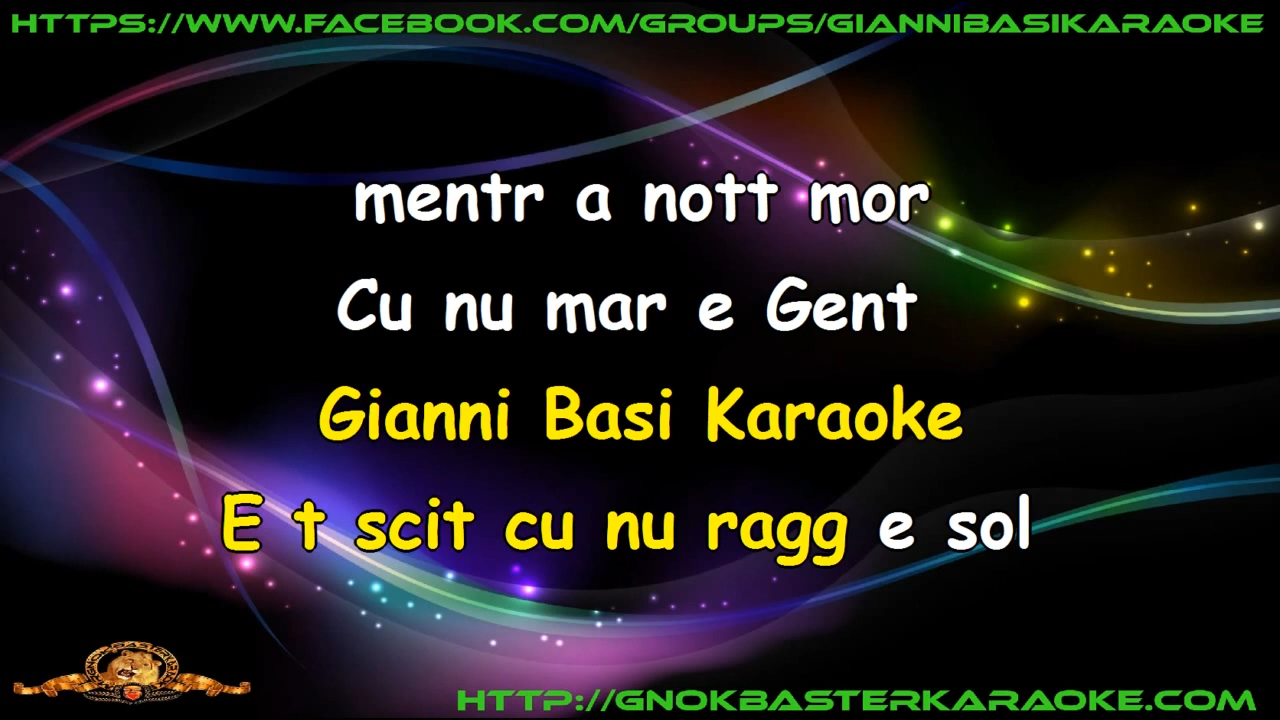 HTTPS://WWW.FACEBOOK.COM/GROUPS/GIANNIBASIKARAOKE
mentr a nott mor
Cu nu mar e Gent
Gianni Basi Karaoke
E t scit cu nu ragg e sol
HTTP://GNOKBASTERKARAOKE.COM